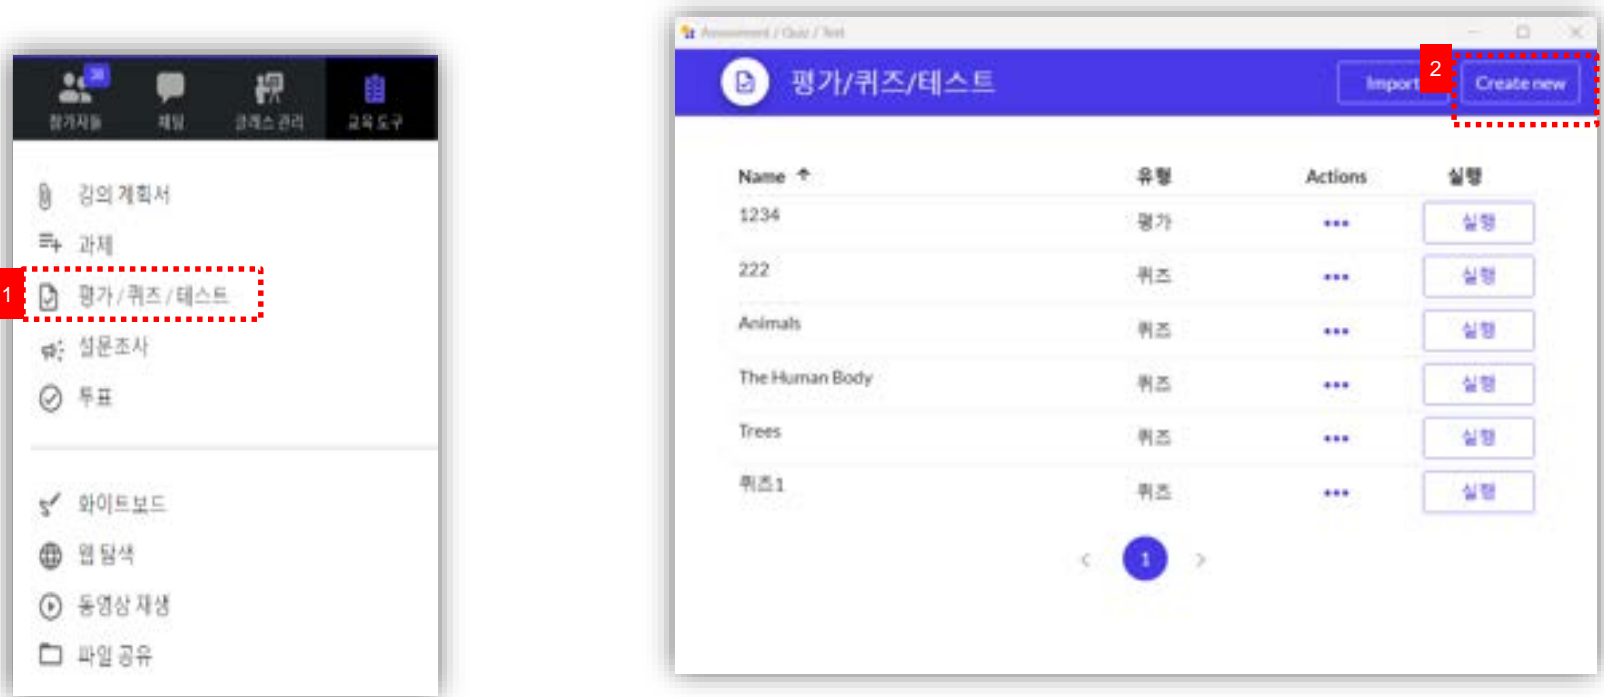 38
참가자들 채팅 클래스 관리 교육 도구
강의 계획서
과제
1
평가 / 퀴즈 / 테스트
설문조사
투표
화이트보드
웹 탐색
동영상 재생
파일 공유
Assessment / Quiz / Test
평가/퀴즈/테스트
Import
2
Create new
Name 유형 Actions 실행
1234 평가 실행
222 퀴즈 실행
Animals 퀴즈 실행
The Human Body 퀴즈 실행
Trees 퀴즈 실행
퀴즈1 퀴즈 실행
1